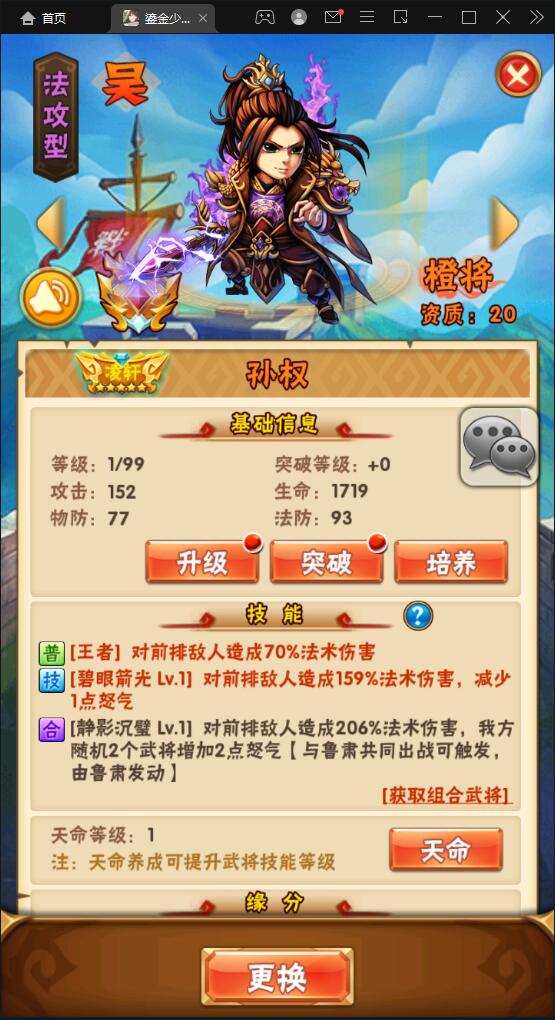 首页
鎏金少...
法攻型
吴
橙将
资质：20
凌轩
孙权
基础信息
等级：1/99
突破等级：+0
攻击：152
生命：1719
物防：77
法防：93
升级
突破
培养
技 能
?
普 [王者] 对前排敌人造成70%法术伤害
技 [碧眼箭光 Lv.1] 对前排敌人造成159%法术伤害，减少
1点怒气
合 [静影沉璧 Lv.1] 对前排敌人造成206%法术伤害，我方
随机2个武将增加2点怒气【与鲁肃共同出战可触发，
由鲁肃发动】
[获取组合武将]
天命等级：1
注：天命养成可提升武将技能等级
天命
缘 分
更换